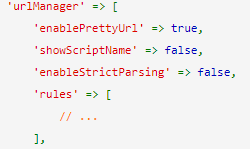 'urlManager' => [
'enablePrettyUrl' => true,
'showScriptName' => false,
'enableStrictParsing' => false,
'rules' => [
// ...
],